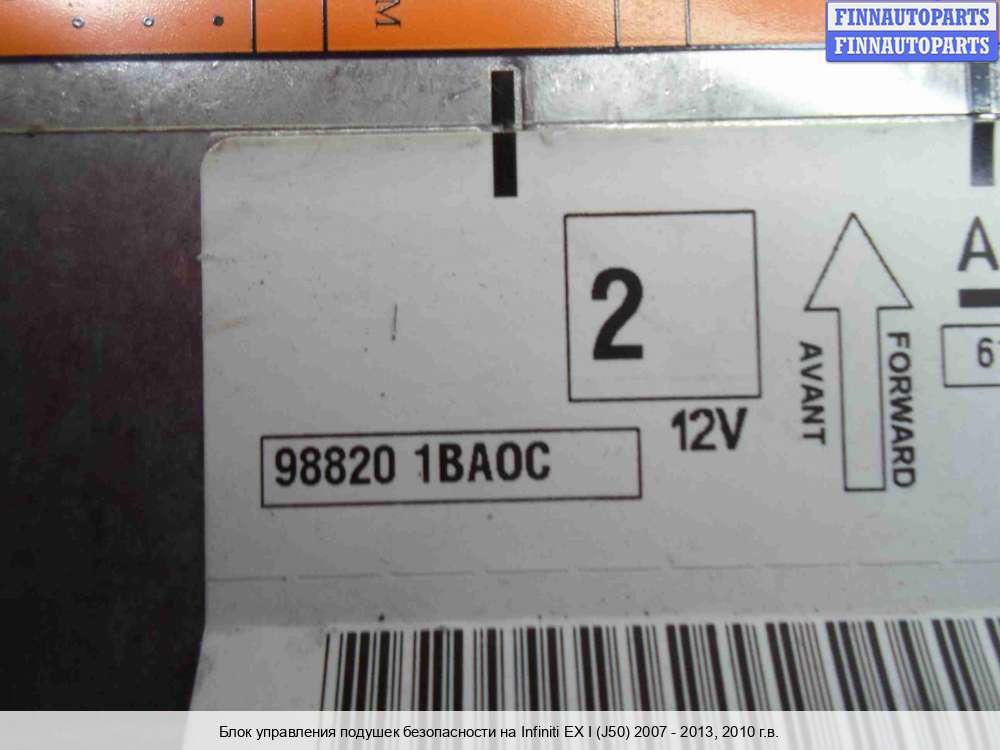 FINNAUTOPARTS
FINNAUTOPARTS
M
A
2
6
FORWARD
AVANT
12V
98820 1BA0C
Блок управления подушек безопасности на Infiniti EX I (J50) 2007 - 2013, 2010 г.в.